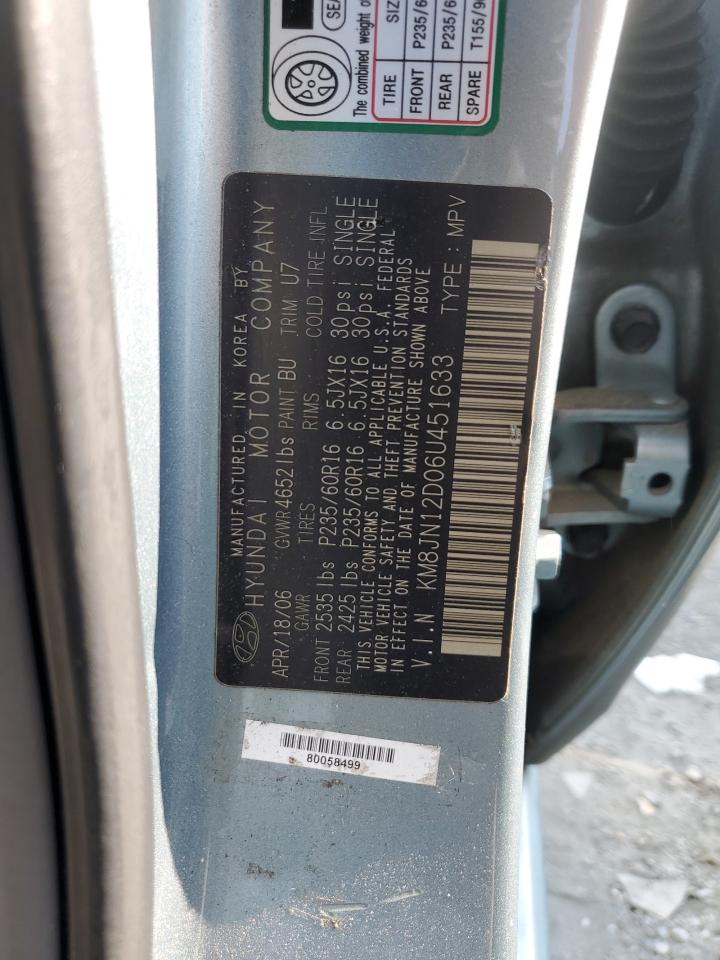 SEA
The combined weight of
TIRE SIZ
FRONT P235/6
REAR P235/6
SPARE T155/9
MANUFACTURED IN KOREA BY
HYUNDAI MOTOR COMPANY
APR/18/06 GVWR 4652 lbs PAINT BU TRIM U7
GAWR TIRES RIMS COLD TIRE INFL
FRONT 2535 lbs P235/60R16 6.5JX16 30psi SINGLE
REAR 2425 lbs P235/60R16 6.5JX16 30psi SINGLE
THIS VEHICLE CONFORMS TO ALL APPLICABLE U.S.A. FEDERAL
MOTOR VEHICLE SAFETY AND THEFT PREVENTION STANDARDS
IN EFFECT ON THE DATE OF MANUFACTURE SHOWN ABOVE
V.I.N KM8JN12D06U451633 TYPE : MPV
80058499